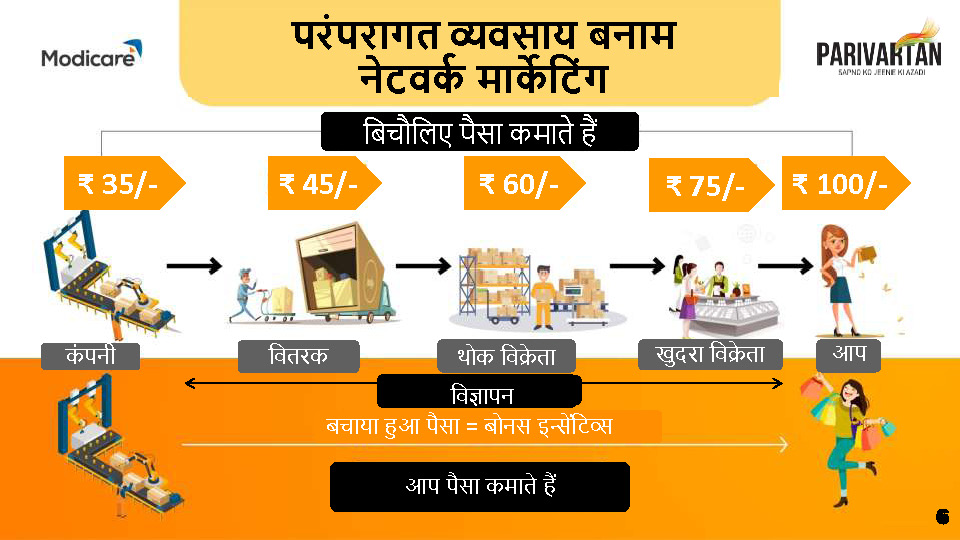 Modicare
परंपरागत व्यवसाय बनाम
नेटवर्क मार्केटिंग
PARIVARTAN
SAPNO KO JEENE KI AZADI
बिचौलिए पैसा कमाते हैं
₹ 35/-
₹ 45/-
₹ 60/-
₹ 75/-
₹ 100/-
कंपनी
वितरक
थोक विक्रेता
खुदरा विक्रेता
आप
विज्ञापन
बचाया हुआ पैसा = बोनस इन्सेंटिव्स
आप पैसा कमाते हैं
6